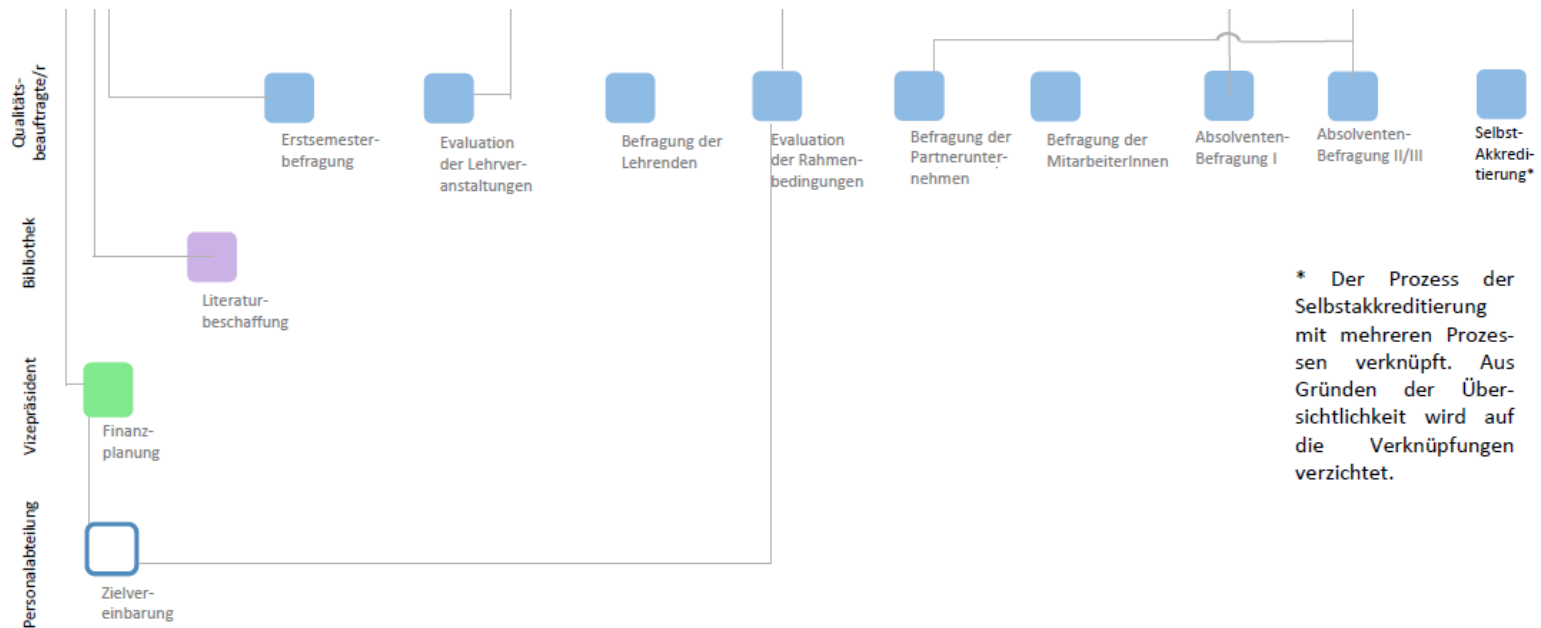 Qualitäts-
beauftragte/r
Erstsemester-
befragung
Evaluation
der Lehrver-
anstaltungen
Befragung der
Lehrenden
Evaluation
der Rahmen-
bedingungen
Befragung der
Partnerunter-
nehmen
Befragung der
MitarbeiterInnen
Absolventen-
Befragung I
Absolventen-
Befragung II/III
Selbst-
Akkredi-
tierung*
Bibliothek
Literatur-
beschaffung
* Der Prozess der
Selbstakkreditierung
mit mehreren Prozes-
sen verknüpft. Aus
Gründen der Über-
sichtlichkeit wird auf
die Verknüpfungen
verzichtet.
Vizepräsident
Finanz-
planung
Personalabteilung
Zielver-
einbarung